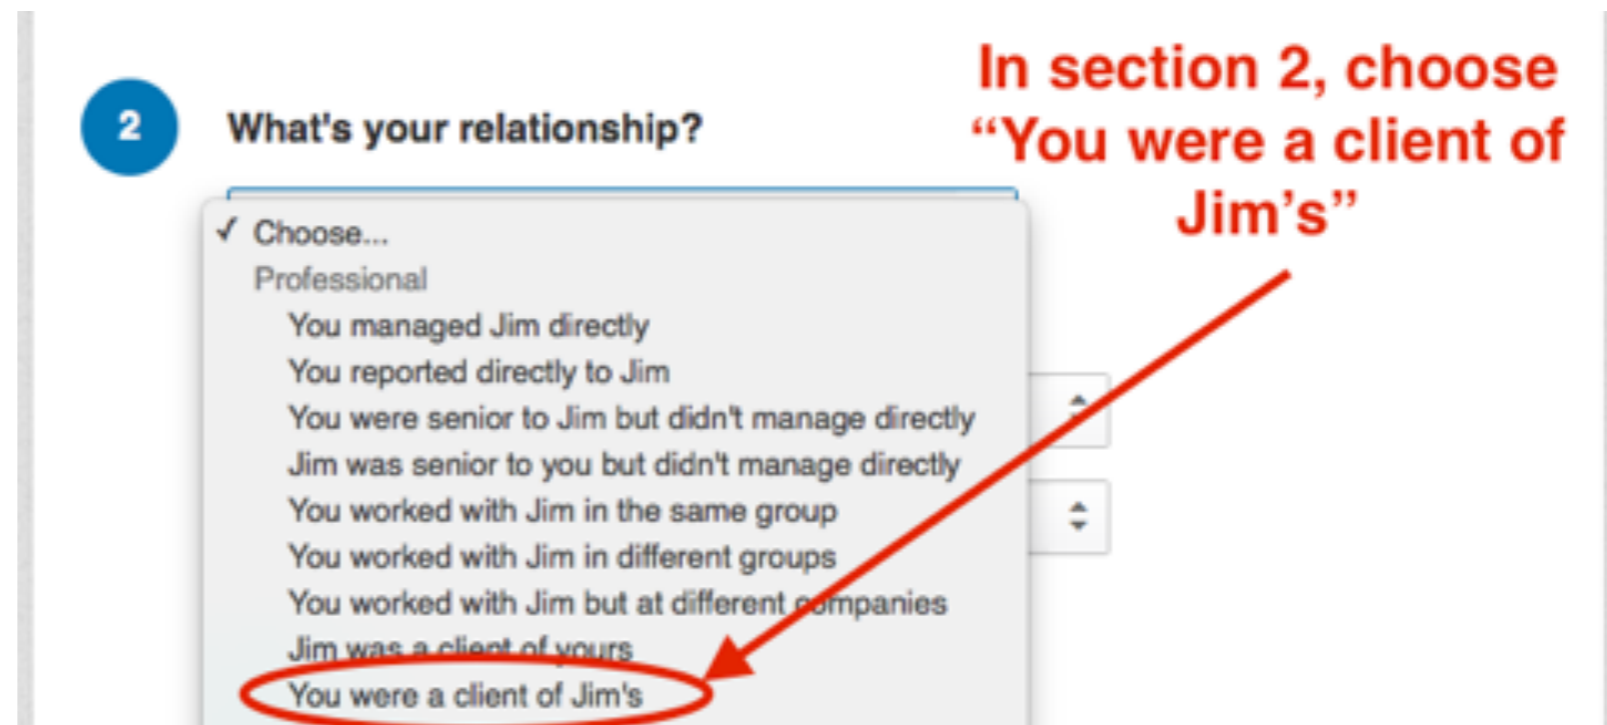 In section 2, choose
“You were a client of
Jim’s”
2
What's your relationship?
Choose...
Professional
You managed Jim directly
You reported directly to Jim
You were senior to Jim but didn't manage directly
Jim was senior to you but didn't manage directly
You worked with Jim in the same group
You worked with Jim in different groups
You worked with Jim but at different companies
Jim was a client of yours
You were a client of Jim's